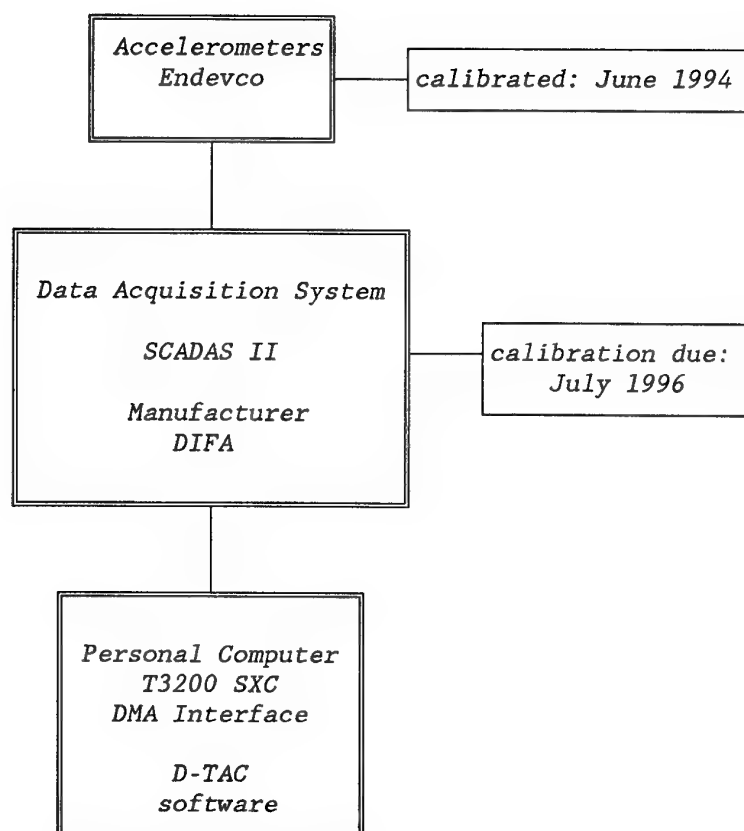 Accelerometers
Endevco
calibrated: June 1994
Data Acquisition System
SCADAS II
Manufacturer
DIFA
calibration due:
July 1996
Personal Computer
T3200 SXC
DMA Interface
D-TAC
software